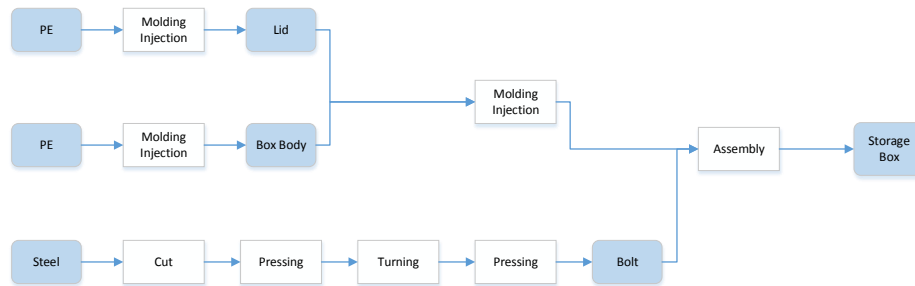 PE
Molding
Injection
Lid
Molding
Injection
PE
Molding
Injection
Box Body
Assembly
Storage
Box
Steel
Cut
Pressing
Turning
Pressing
Bolt